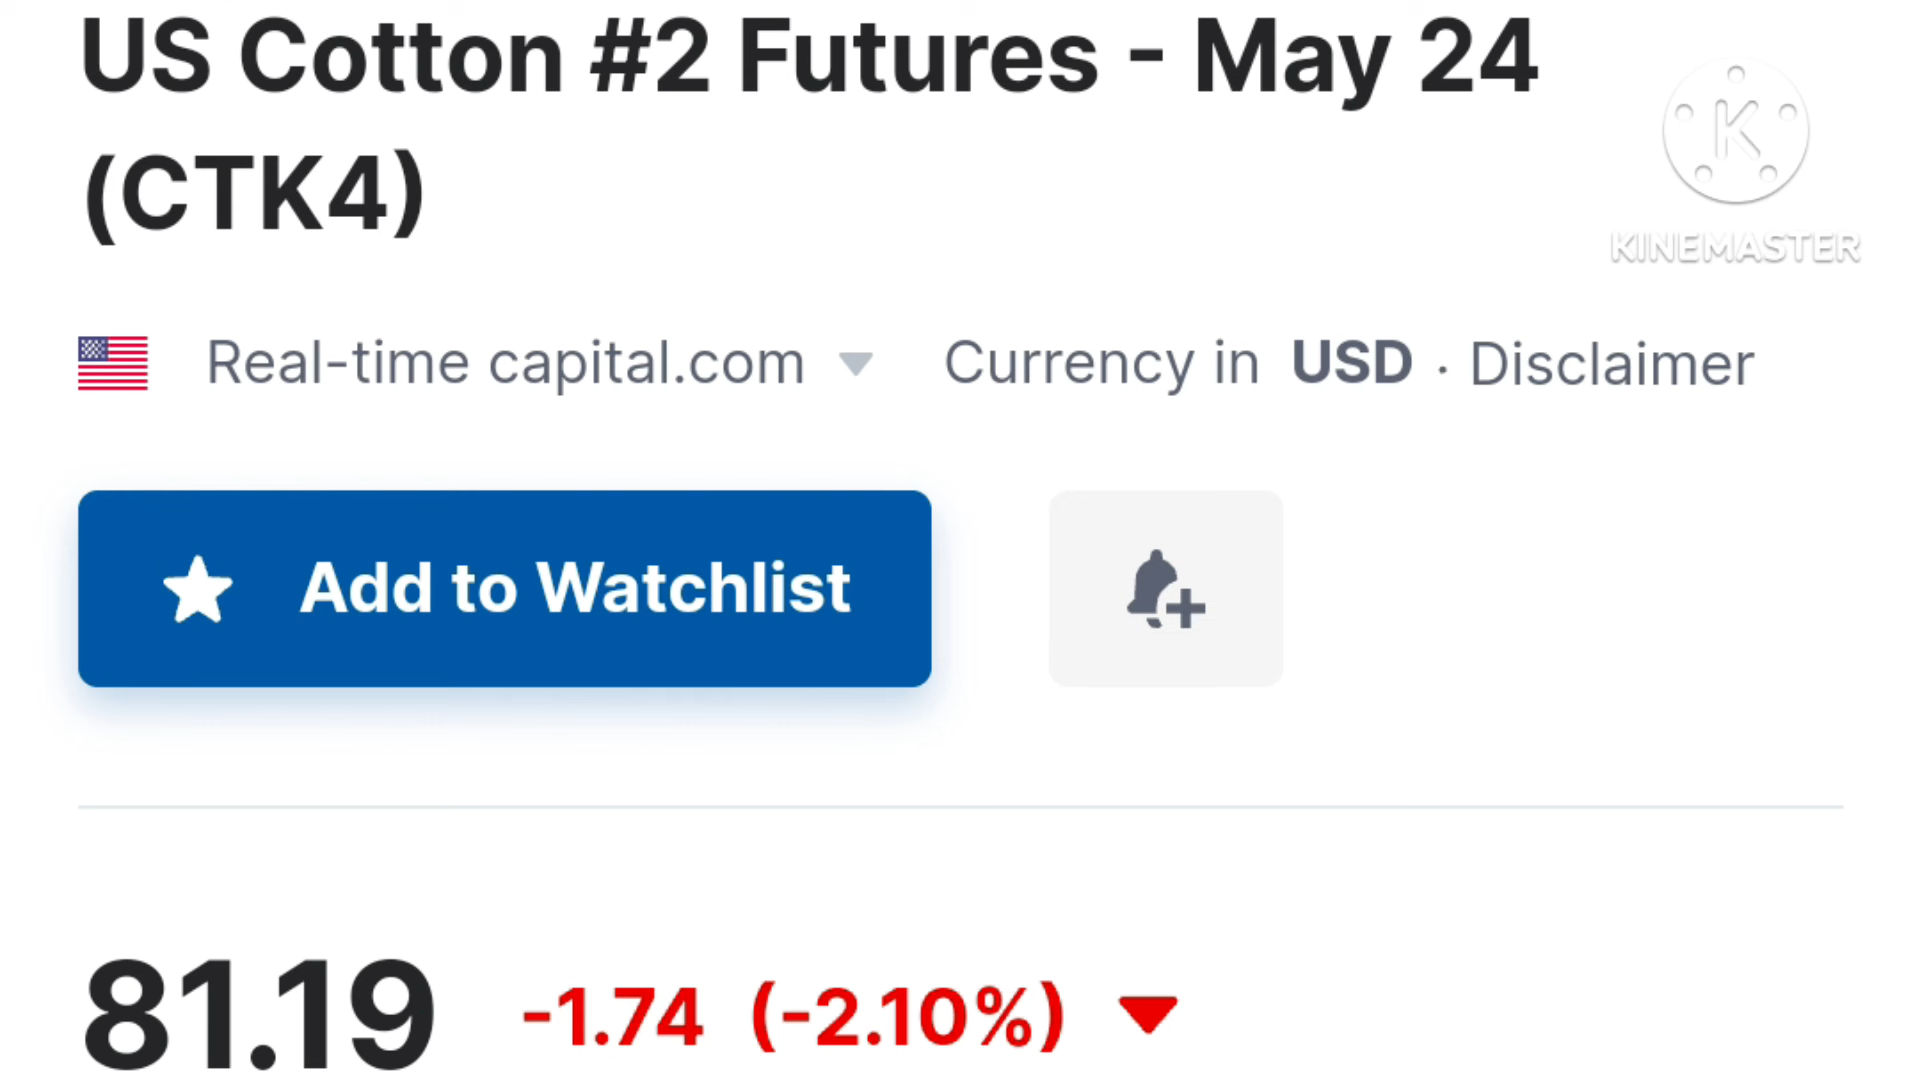 US Cotton #2 Futures - May 24
(CTK4)
K
KINEMASTER
Real-time capital.com Currency in USD · Disclaimer
Add to Watchlist
81.19 -1.74 (-2.10%)